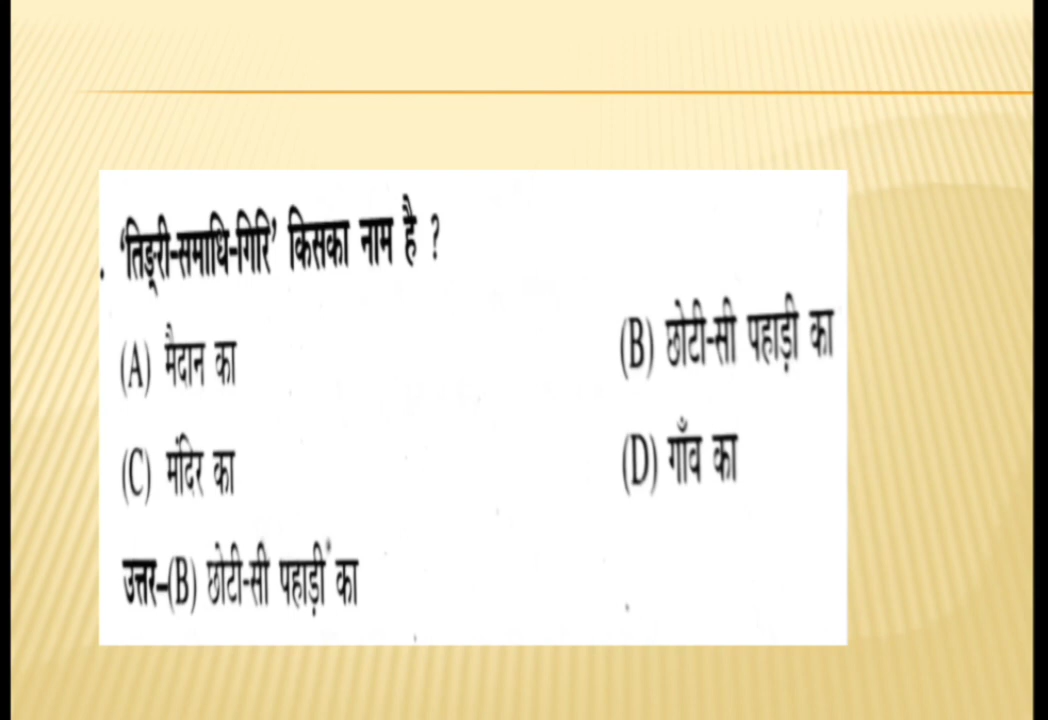 . ‘तिङ्री-समाधि-गिरि’ किसका नाम है ?
(A) मैदान का (B) छोटी-सी पहाड़ी का
(C) मंदिर का (D) गाँव का
उत्तर–(B) छोटी-सी पहाड़ी का